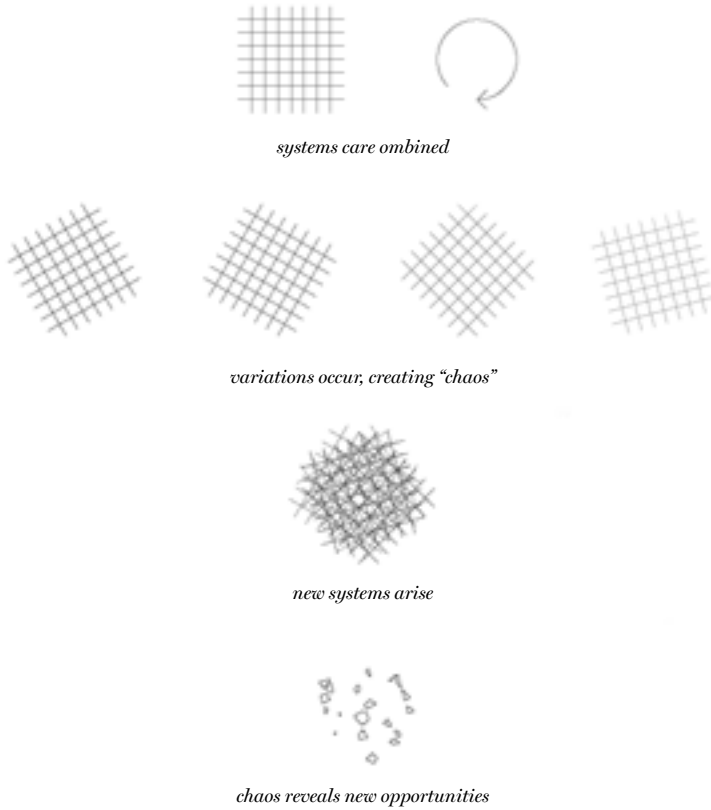 systems care ombined
variations occur, creating “chaos”
new systems arise
chaos reveals new opportunities